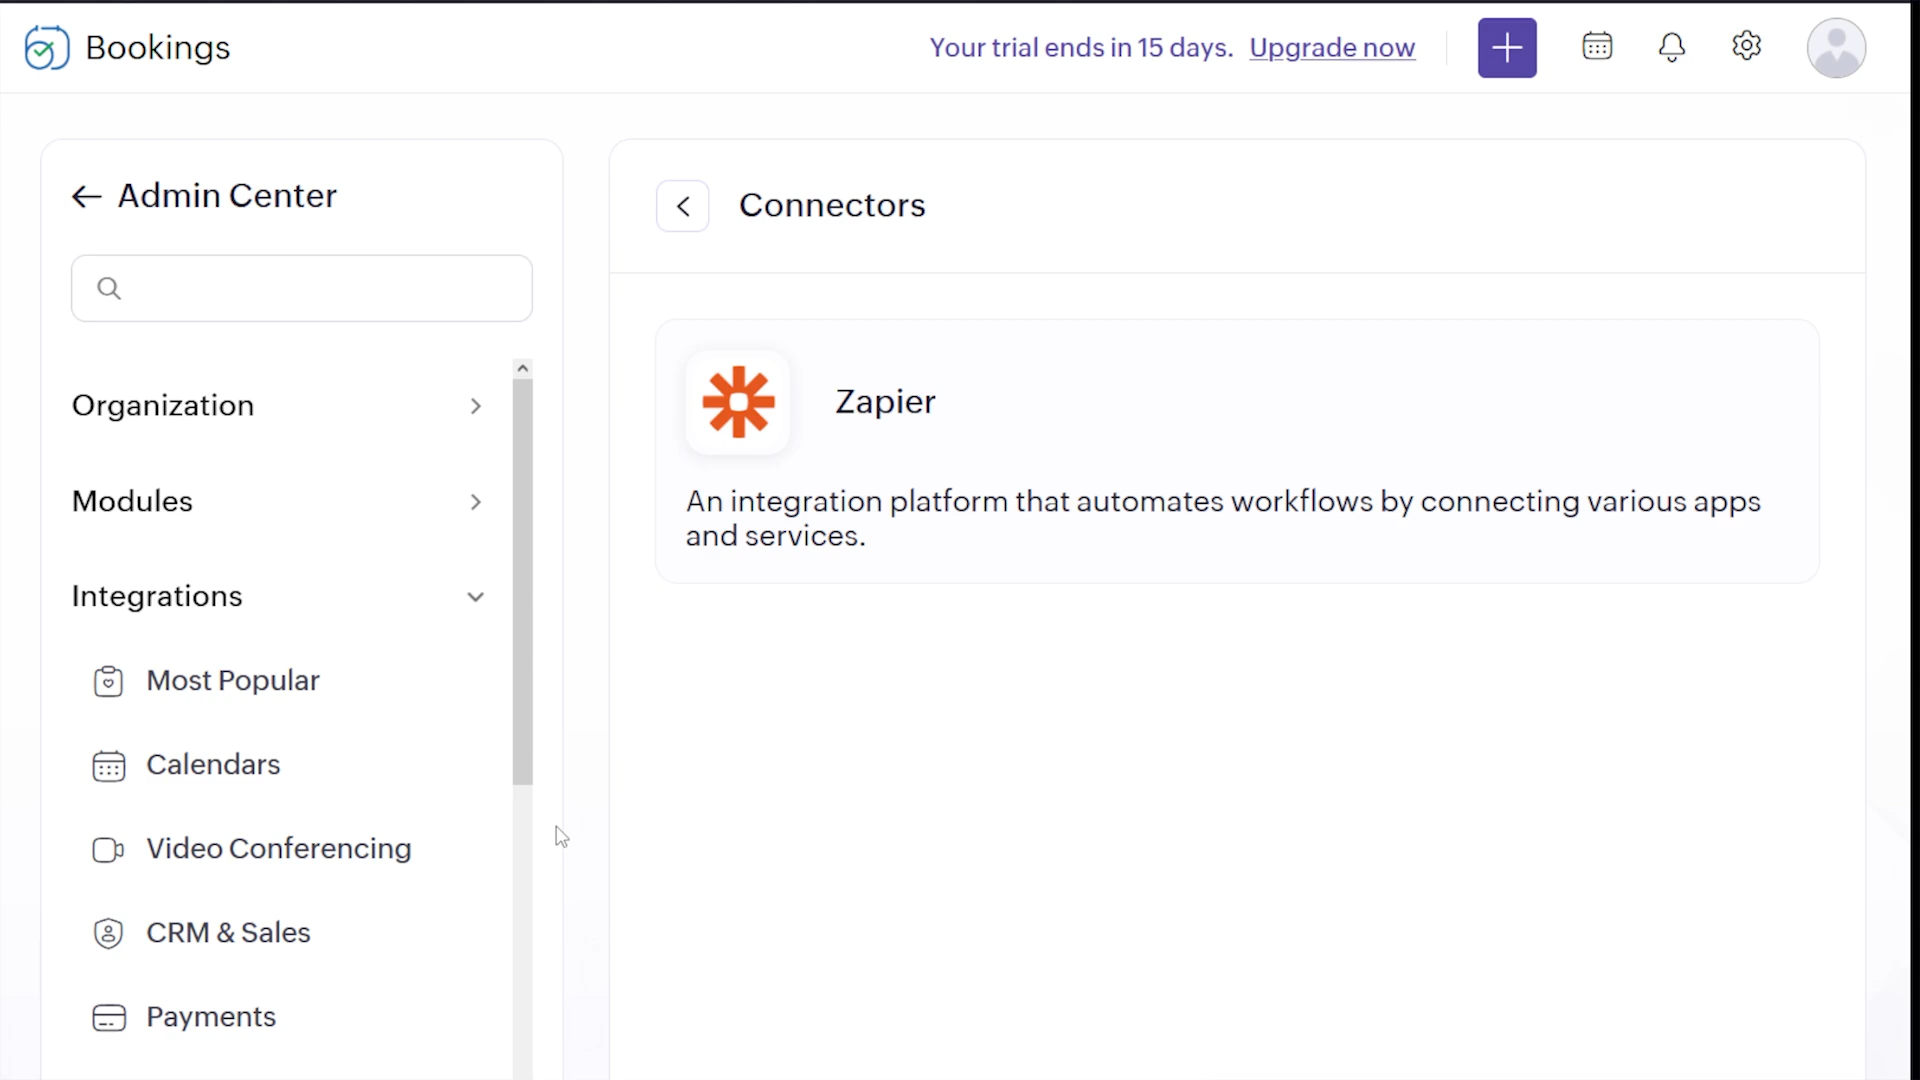 Bookings
Your trial ends in 15 days. Upgrade now
Admin Center
Organization
Modules
Integrations
Most Popular
Calendars
Video Conferencing
CRM & Sales
Payments
Connectors
Zapier
An integration platform that automates workflows by connecting various apps
and services.